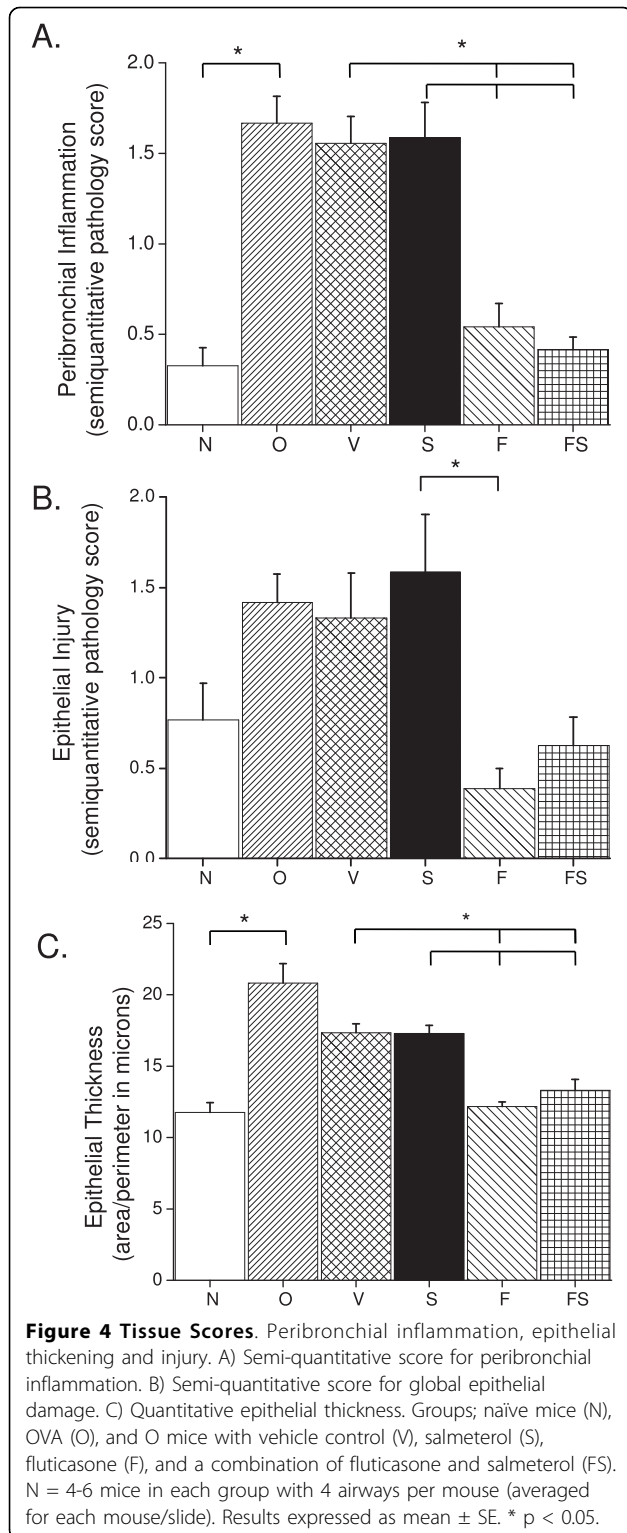 A.
*
*
2.0
1.5
1.0
0.5
0.0
Peribronchial Inflammation
(semiquantitative pathology score)
N O V S F FS
B.
*
2.0
1.5
1.0
0.5
0.0
Epithelial Injury
(semiquantitative pathology score)
N O V S F FS
C.
*
*
25
20
15
10
5
0
Epithelial Thickness
(area/perimeter in microns)
N O V S F FS
Figure 4 Tissue Scores. Peribronchial inflammation, epithelial
thickening and injury. A) Semi-quantitative score for peribronchial
inflammation. B) Semi-quantitative score for global epithelial
damage. C) Quantitative epithelial thickness. Groups; naïve mice (N),
OVA (O), and O mice with vehicle control (V), salmeterol (S),
fluticasone (F), and a combination of fluticasone and salmeterol (FS).
N = 4-6 mice in each group with 4 airways per mouse (averaged
for each mouse/slide). Results expressed as mean ± SE. * p < 0.05.